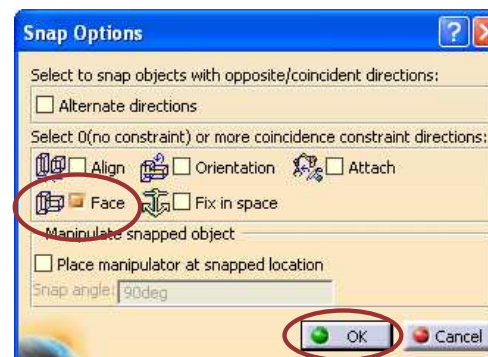 Snap Options
Select to snap objects with opposite/coincident directions:
Alternate directions
Select 0(no constraint) or more coincidence constraint directions:
Align Orientation Attach
Face Fix in space
Manipulate snapped object
Place manipulator at snapped location
Snap angle: 90deg
OK Cancel